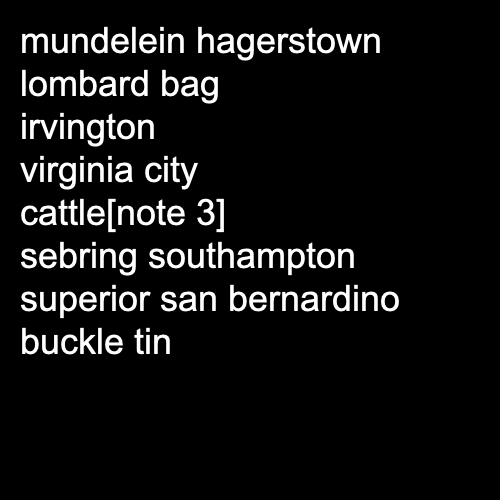 mundelein hagerstown
lombard bag
irvington
virginia city
cattle[note 3]
sebring southampton
superior san bernardino
buckle tin